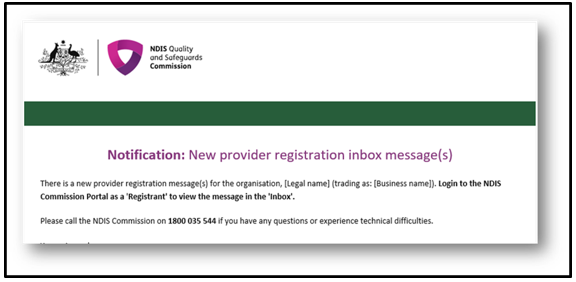 NDIS Quality
and Safeguards
Commission
Notification: New provider registration inbox message(s)
There is a new provider registration message(s) for the organisation, [Legal name] (trading as: [Business name]). Login to the NDIS
Commission Portal as a 'Registrant' to view the message in the 'Inbox'.
Please call the NDIS Commission on 1800 035 544 if you have any questions or experience technical difficulties.